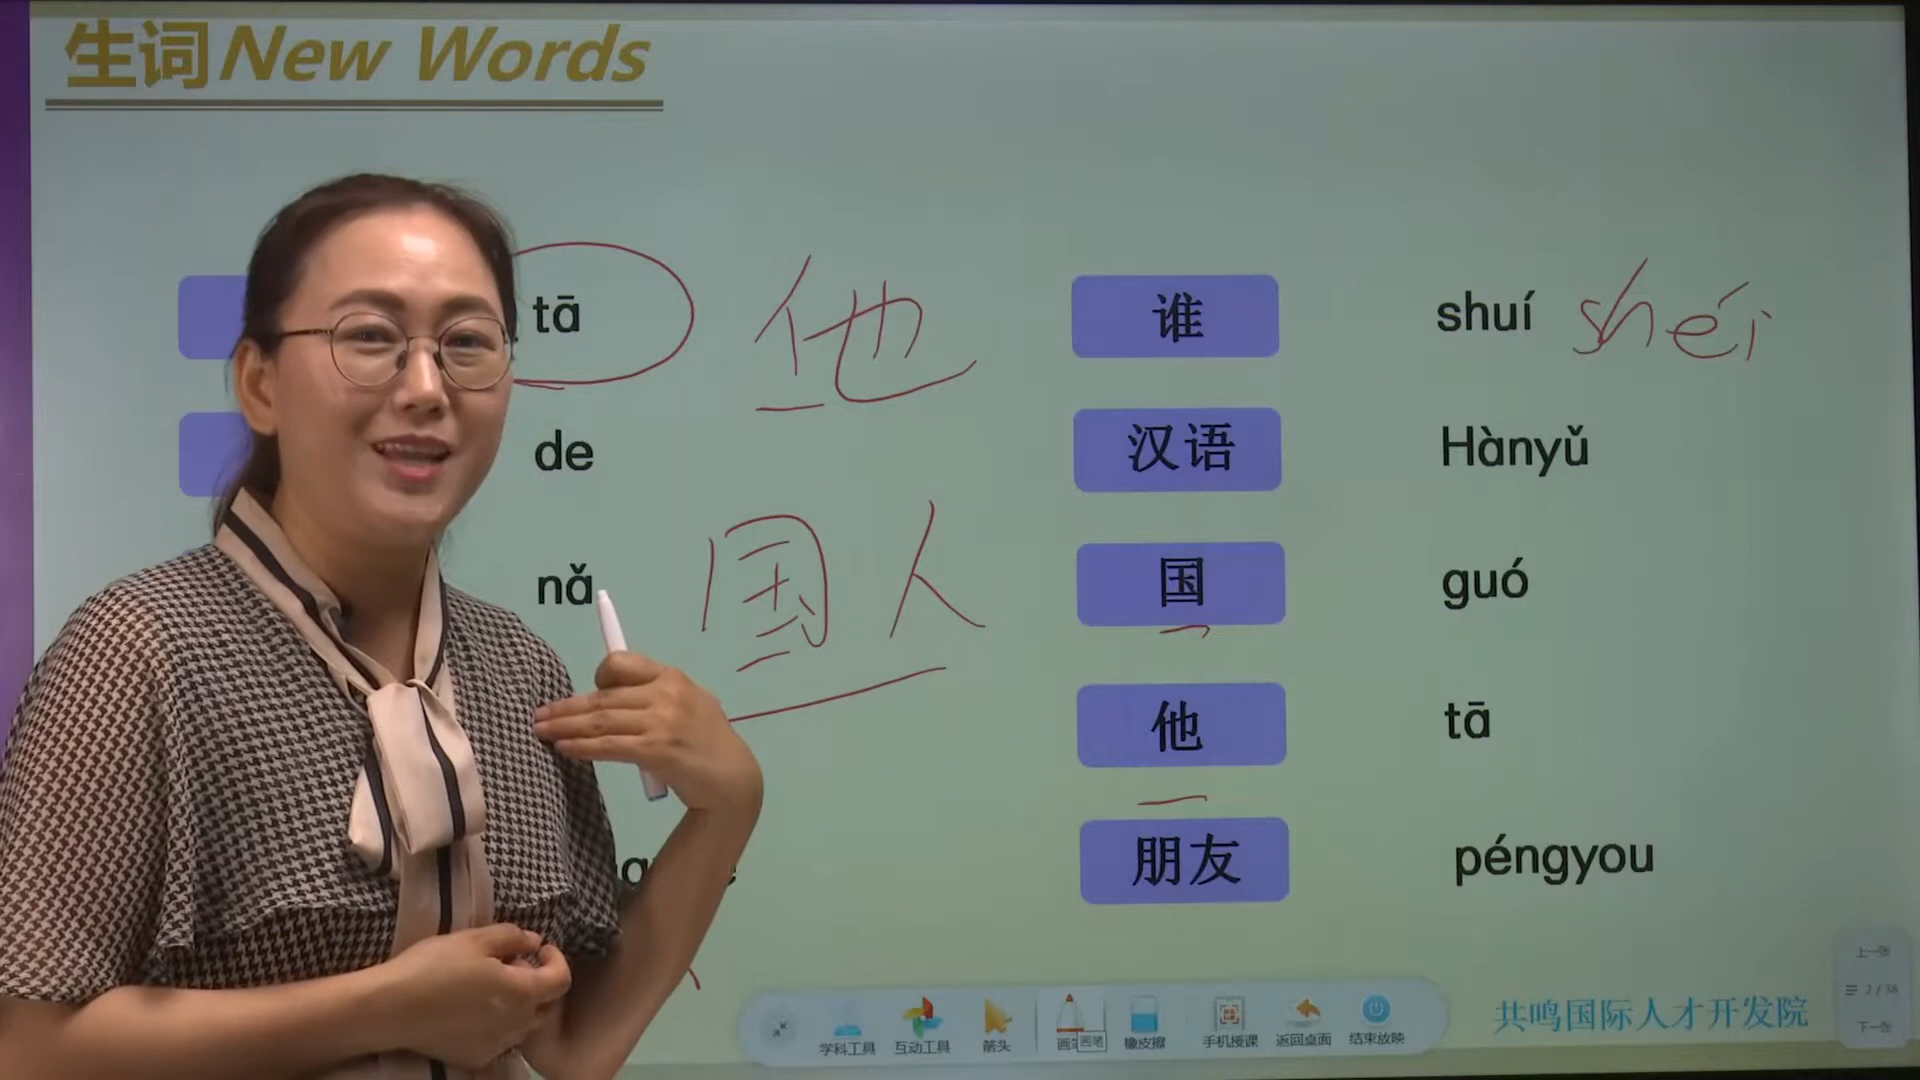 生词 New Words
tā 他 谁 shuí shéi
de 汉语 Hànyǔ
nǎ 国人 国 guó
他 tā
朋友 péngyou
学科工具 互动工具 箭头 画笔 橡皮擦 手机授课 返回桌面 结束放映
共鸣国际人才开发院
上一张
2 / 38
下一张